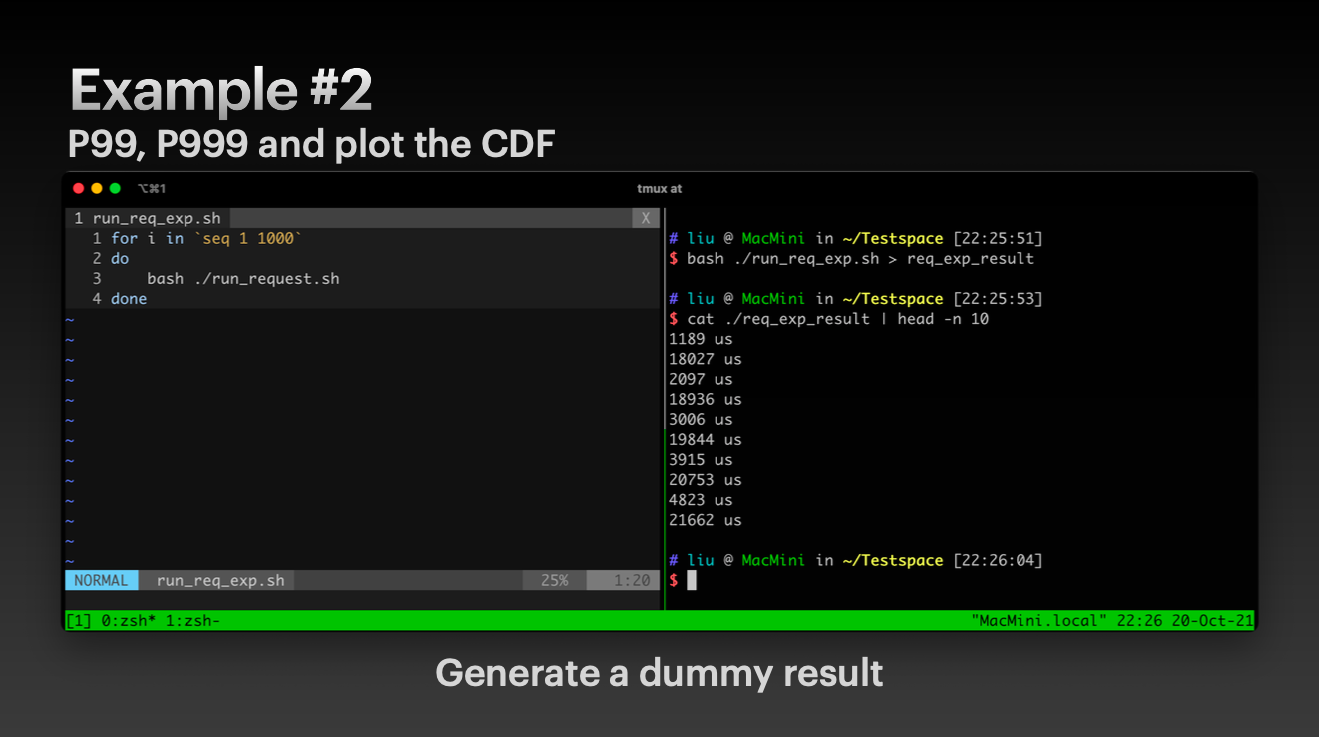 Example #2
P99, P999 and plot the CDF
⌥⌘1
tmux at
1 run_req_exp.sh X
1 for i in `seq 1 1000`
2 do
3 bash ./run_request.sh
4 done
~
~
~
~
~
~
~
~
~
~
~
~
~
NORMAL run_req_exp.sh 25% 1:20
# liu @ MacMini in ~/Testspace [22:25:51]
$ bash ./run_req_exp.sh > req_exp_result
# liu @ MacMini in ~/Testspace [22:25:53]
$ cat ./req_exp_result | head -n 10
1189 us
18027 us
2097 us
18936 us
3006 us
19844 us
3915 us
20753 us
4823 us
21662 us
# liu @ MacMini in ~/Testspace [22:26:04]
$
[1] 0:zsh* 1:zsh- "MacMini.local" 22:26 20-Oct-21
Generate a dummy result